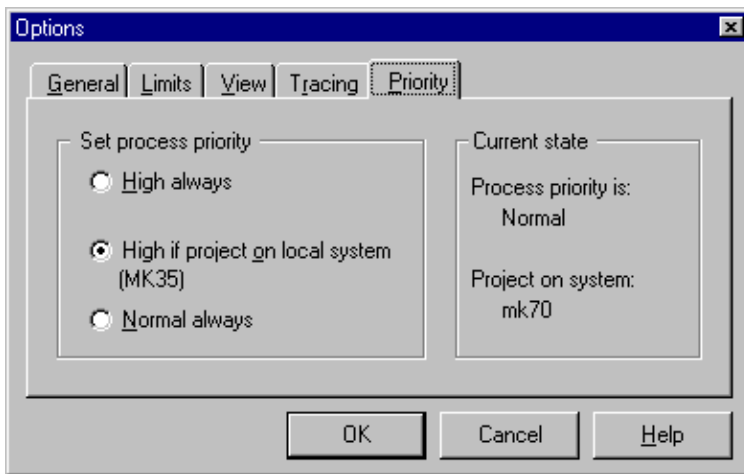 Options
General Limits View Tracing Priority
Set process priority
High always
High if project on local system
(MK35)
Normal always
Current state
Process priority is:
Normal
Project on system:
mk70
OK Cancel Help